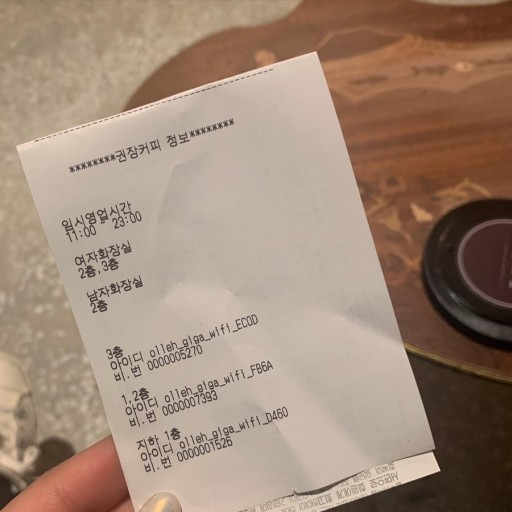 ********권장커피 정보********
임시영업시간
11:00 23:00
여자화장실
2층,3층
남자화장실
2층
3층
아이디 olleh_giga_wifi_EC0D
비.번 0000005270
1,2층
아이디 olleh_giga_wifi_FB6A
비.번 0000007393
지하 1층
아이디 olleh_giga_wifi_D460
비.번 0000001526